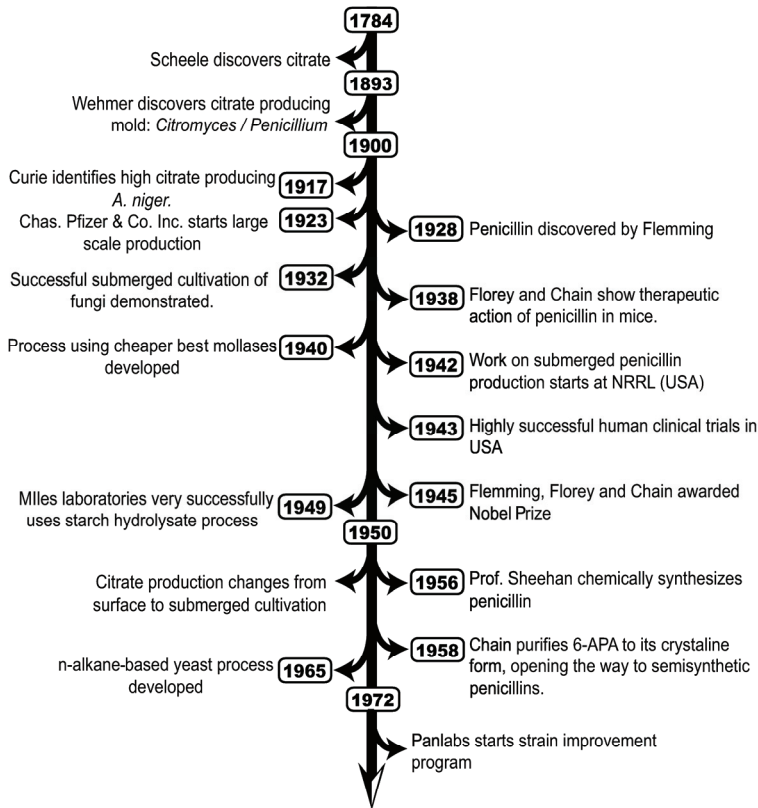 1784
Scheele discovers citrate
1893
Wehmer discovers citrate producing
mold: Citromyces / Penicillium
1900
Curie identifies high citrate producing
A. niger.
1917
Chas. Pfizer & Co. Inc. starts large
scale production
1923
1928
Penicillin discovered by Flemming
Successful submerged cultivation of
fungi demonstrated.
1932
1938
Florey and Chain show therapeutic
action of penicillin in mice.
Process using cheaper best mollases
developed
1940
1942
Work on submerged penicillin
production starts at NRRL (USA)
1943
Highly successful human clinical trials in
USA
1945
Flemming, Florey and Chain awarded
Nobel Prize
MIles laboratories very successfully
uses starch hydrolysate process
1949
1950
Citrate production changes from
surface to submerged cultivation
1956
Prof. Sheehan chemically synthesizes
penicillin
1958
Chain purifies 6-APA to its crystaline
form, opening the way to semisynthetic
penicillins.
n-alkane-based yeast process
developed
1965
1972
Panlabs starts strain improvement
program